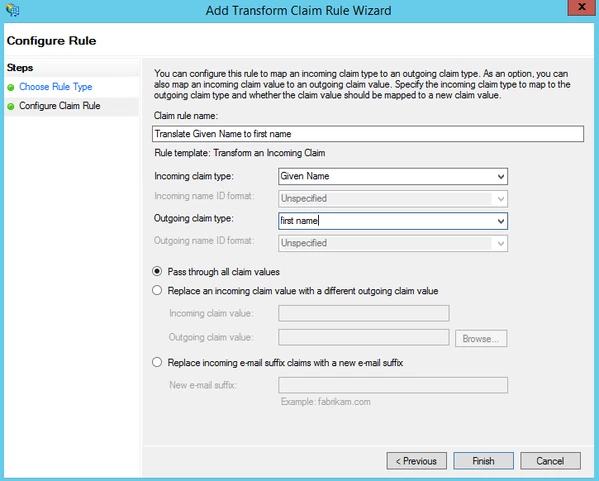 Add Transform Claim Rule Wizard
x
Configure Rule
Steps
Choose Rule Type
Configure Claim Rule
You can configure this rule to map an incoming claim type to an outgoing claim type. As an option, you can
also map an incoming claim value to an outgoing claim value. Specify the incoming claim type to map to the
outgoing claim type and whether the claim value should be mapped to a new claim value.
Claim rule name:
Translate Given Name to first name
Rule template: Transform an Incoming Claim
Incoming claim type: Given Name
Incoming name ID format: Unspecified
Outgoing claim type: first name
Outgoing name ID format: Unspecified
Pass through all claim values
Replace an incoming claim value with a different outgoing claim value
Incoming claim value:
Outgoing claim value: Browse...
Replace incoming e-mail suffix claims with a new e-mail suffix
New e-mail suffix:
Example: fabrikam.com
< Previous Finish Cancel